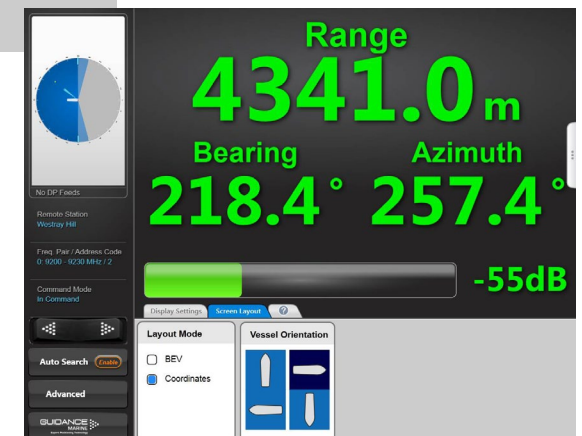 Range
4341.0 m
Bearing
Azimuth
218.4°
257.4°
-55dB
No DP Feeds
Remote Station
Westray Hill
Freq. Pair / Address Code
0: 9200 - 9230 MHz / 2
Command Mode
In Command
Auto Search
Enable
Advanced
GUIDANCE
MARINE
Display Settings
Screen Layout
?
Layout Mode
BEV
Coordinates
Vessel Orientation